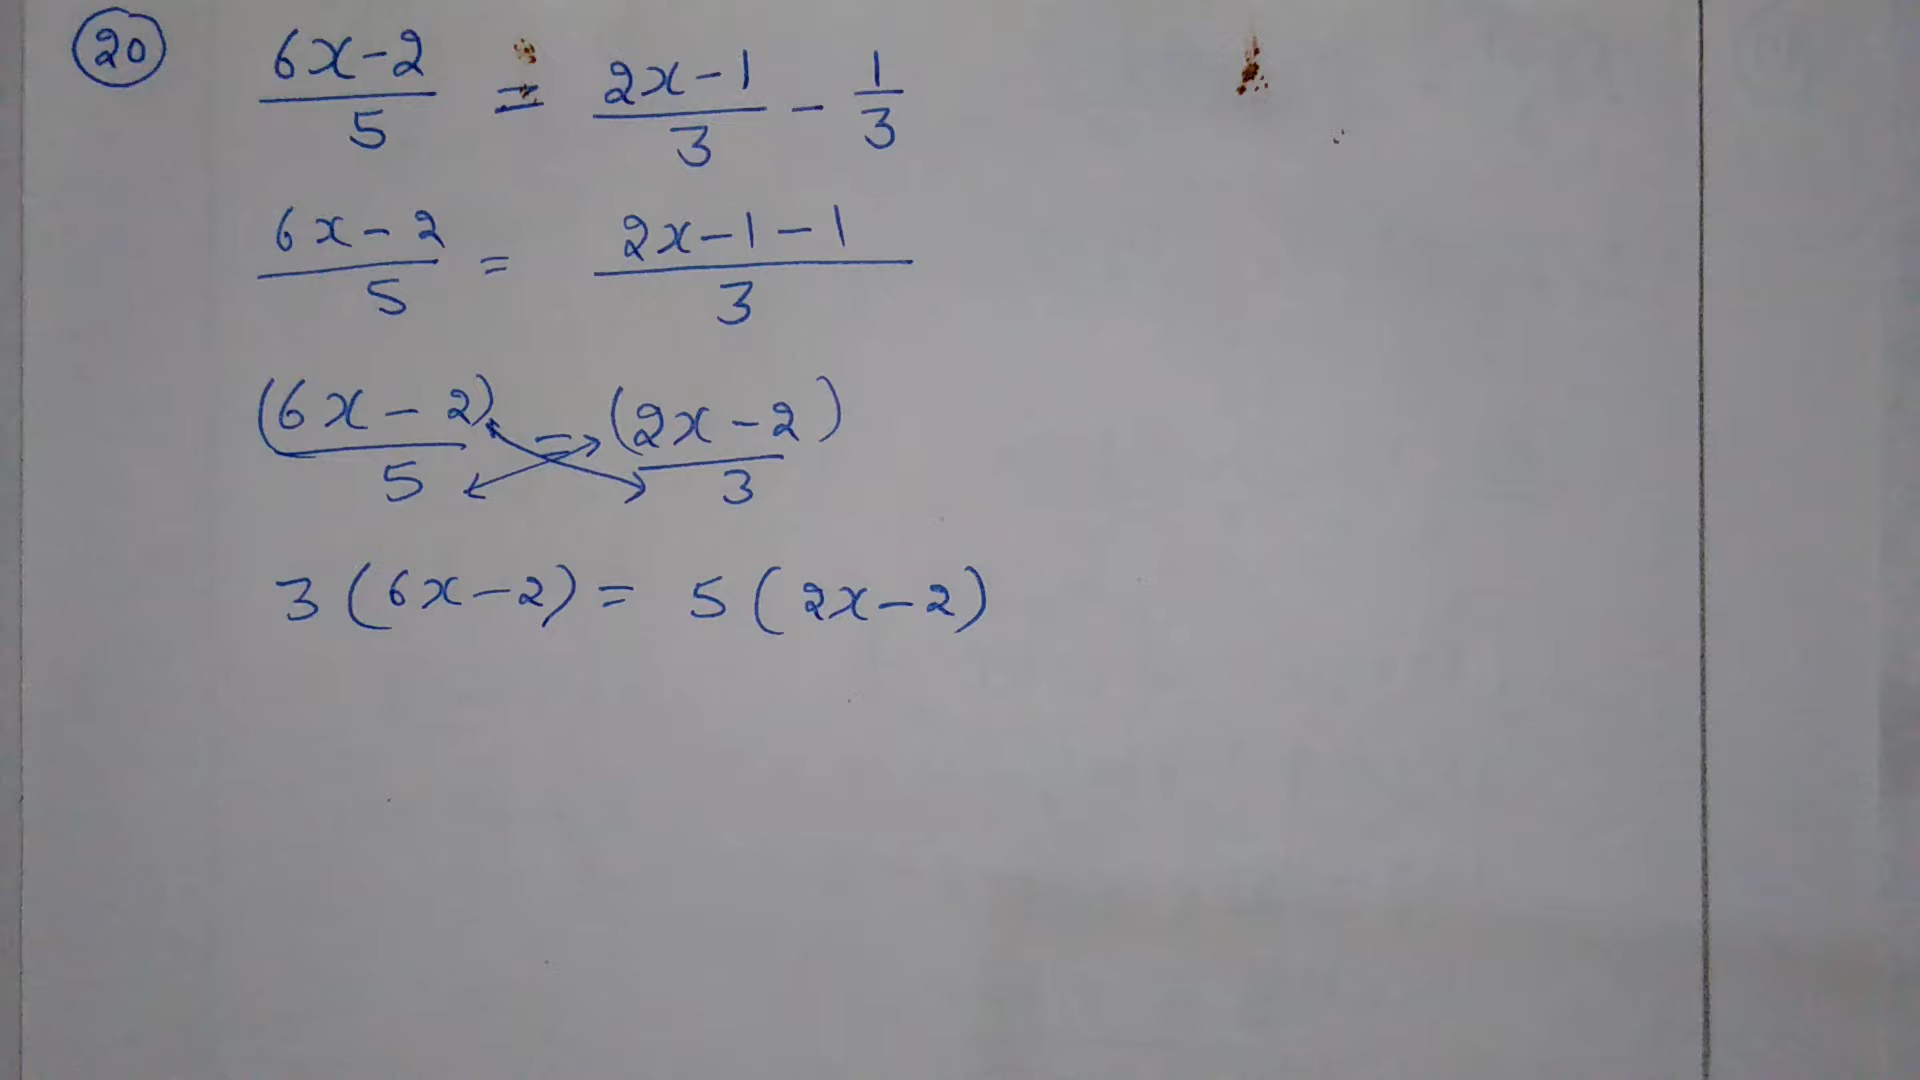 20 (6x-2)/5 = (2x-1)/3 - 1/3
(6x-2)/5 = (2x-1-1)/3
(6x-2)/5 = (2x-2)/3
3(6x-2) = 5(2x-2)